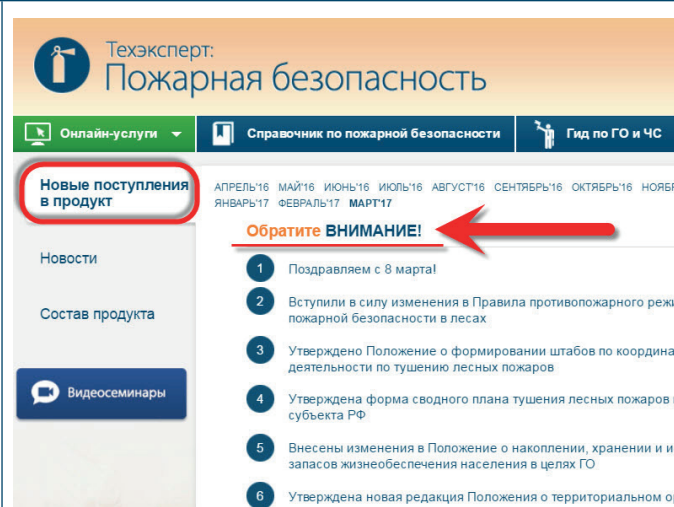 Техэксперт:
Пожарная безопасность
Онлайн-услуги
Справочник по пожарной безопасности
Гид по ГО и ЧС
Новые поступления
в продукт
Новости
Состав продукта
Видеосеминары
АПРЕЛЬ'16 МАЙ'16 ИЮНЬ'16 ИЮЛЬ'16 АВГУСТ'16 СЕНТЯБРЬ'16 ОКТЯБРЬ'16 НОЯБР
ЯНВАРЬ'17 ФЕВРАЛЬ'17 МАРТ'17
Обратите ВНИМАНИЕ!
1 Поздравляем с 8 марта!
2 Вступили в силу изменения в Правила противопожарного режи
пожарной безопасности в лесах
3 Утверждено Положение о формировании штабов по координа
деятельности по тушению лесных пожаров
4 Утверждена форма сводного плана тушения лесных пожаров
субъекта РФ
5 Внесены изменения в Положение о накоплении, хранении и и
запасов жизнеобеспечения населения в целях ГО
6 Утверждена новая редакция Положения о территориальном о